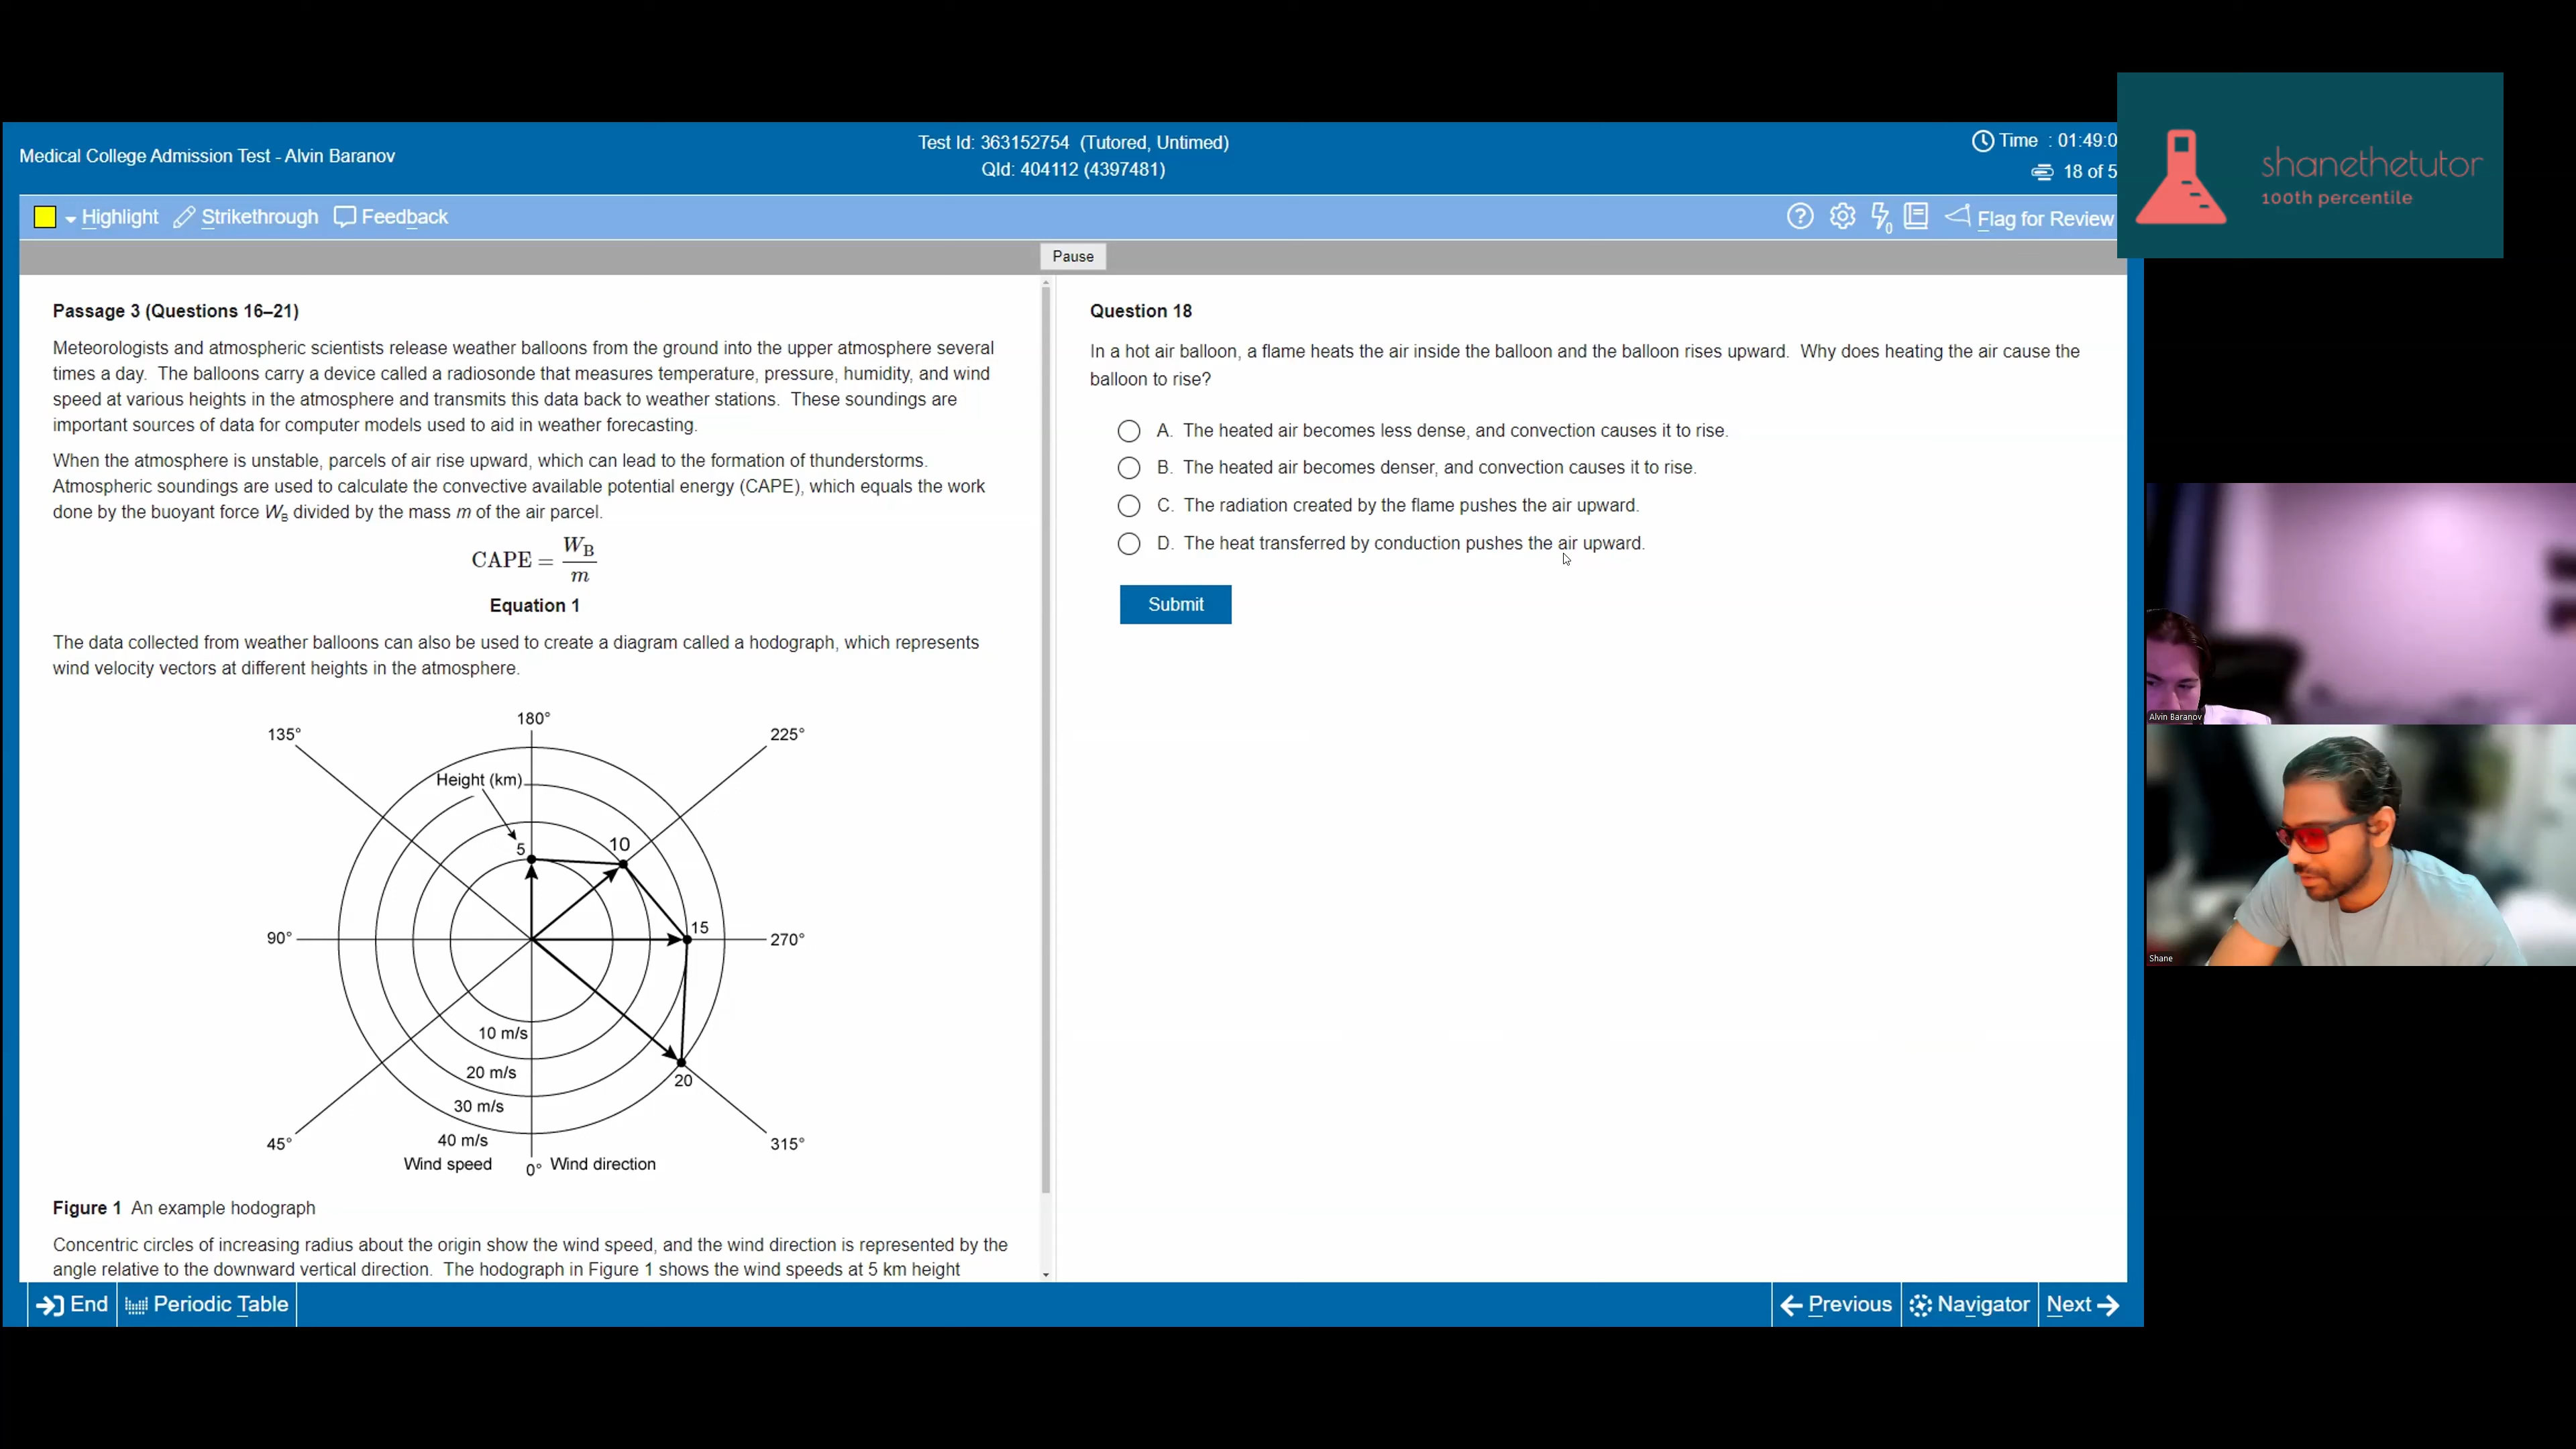 Medical College Admission Test - Alvin Baranov
Test Id: 363152754 (Tutored, Untimed)
QId: 404112 (4397481)
Time : 01:49:0
18 of 5
shanethetutor
100th percentile
Highlight Strikethrough Feedback
Flag for Review
Pause
Passage 3 (Questions 16–21)
Meteorologists and atmospheric scientists release weather balloons from the ground into the upper atmosphere several
times a day. The balloons carry a device called a radiosonde that measures temperature, pressure, humidity, and wind
speed at various heights in the atmosphere and transmits this data back to weather stations. These soundings are
important sources of data for computer models used to aid in weather forecasting.
When the atmosphere is unstable, parcels of air rise upward, which can lead to the formation of thunderstorms.
Atmospheric soundings are used to calculate the convective available potential energy (CAPE), which equals the work
done by the buoyant force W_B divided by the mass m of the air parcel.
CAPE = W_B / m
Equation 1
The data collected from weather balloons can also be used to create a diagram called a hodograph, which represents
wind velocity vectors at different heights in the atmosphere.
180°
135°
225°
Height (km)
5
10
15
90°
270°
10 m/s
20 m/s
20
30 m/s
40 m/s
45°
315°
Wind speed
0°
Wind direction
Figure 1 An example hodograph
Concentric circles of increasing radius about the origin show the wind speed, and the wind direction is represented by the
angle relative to the downward vertical direction. The hodograph in Figure 1 shows the wind speeds at 5 km height
Question 18
In a hot air balloon, a flame heats the air inside the balloon and the balloon rises upward. Why does heating the air cause the
balloon to rise?
A. The heated air becomes less dense, and convection causes it to rise.
B. The heated air becomes denser, and convection causes it to rise.
C. The radiation created by the flame pushes the air upward.
D. The heat transferred by conduction pushes the air upward.
Submit
Alvin Baranov
Shane
End
Periodic Table
Previous
Navigator
Next